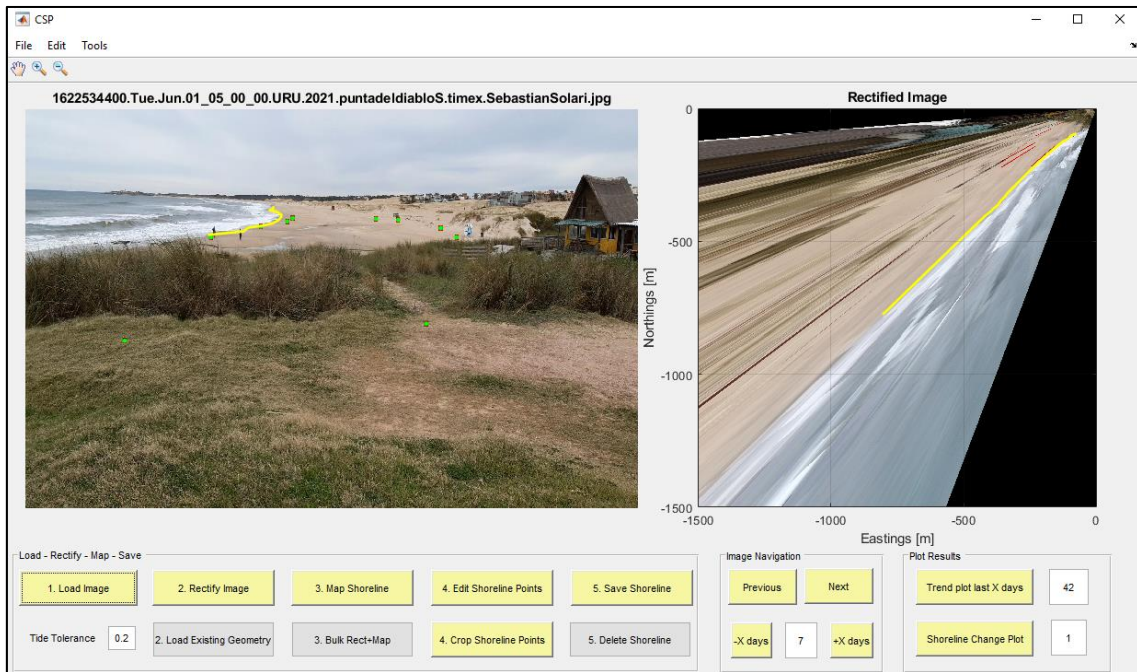 CSP
File Edit Tools
1622534400.Tue.Jun.01_05_00_00.URU.2021.puntadeldiabloS.timex.SebastianSolari.jpg
Rectified Image
0
-500
-1000
-1500
Northings [m]
-1500 -1000 -500 0
Eastings [m]
Load - Rectify - Map - Save
1. Load Image 2. Rectify Image 3. Map Shoreline 4. Edit Shoreline Points 5. Save Shoreline
Tide Tolerance 0.2 2. Load Existing Geometry 3. Bulk Rect+Map 4. Crop Shoreline Points 5. Delete Shoreline
Image Navigation
Previous Next
-X days 7 +X days
Plot Results
Trend plot last X days 42
Shoreline Change Plot 1